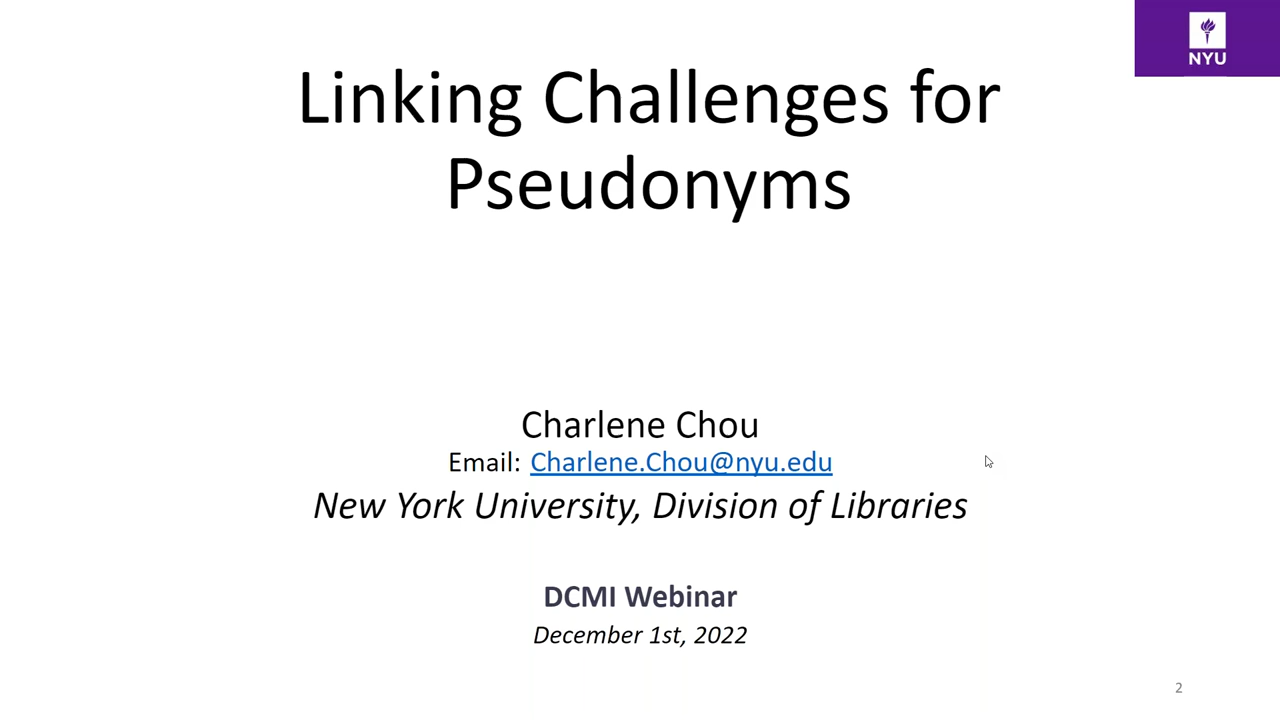 NYU
Linking Challenges for
Pseudonyms
Charlene Chou
Email: Charlene.Chou@nyu.edu
New York University, Division of Libraries
DCMI Webinar
December 1st, 2022
2